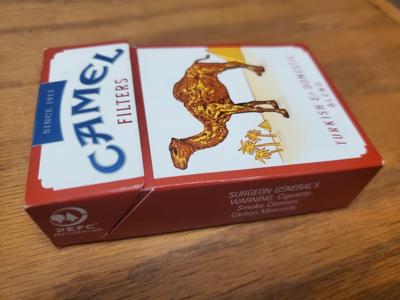 SINCE 1913
CAMEL
FILTERS
TURKISH & DOMESTIC
BLEND
PEFC
SURGEON GENERAL'S
WARNING: Cigarette
Smoke Contains
Carbon Monoxide.